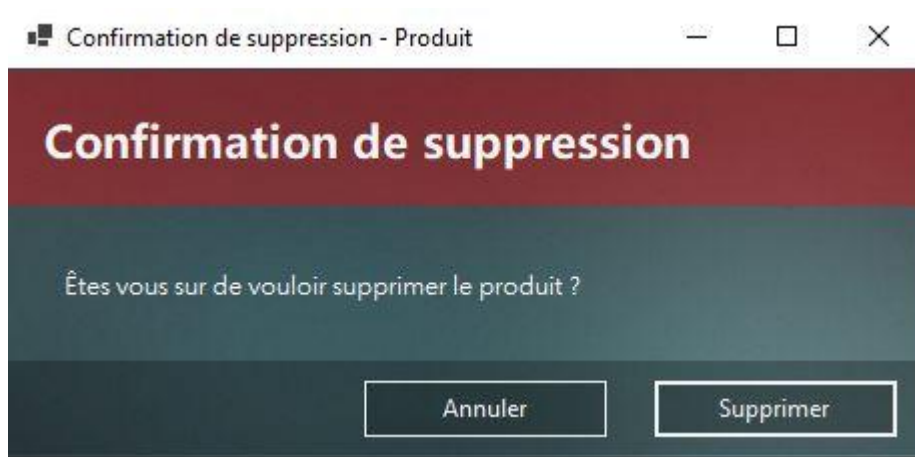 Confirmation de suppression - Produit
Confirmation de suppression
Êtes vous sur de vouloir supprimer le produit ?
Annuler
Supprimer